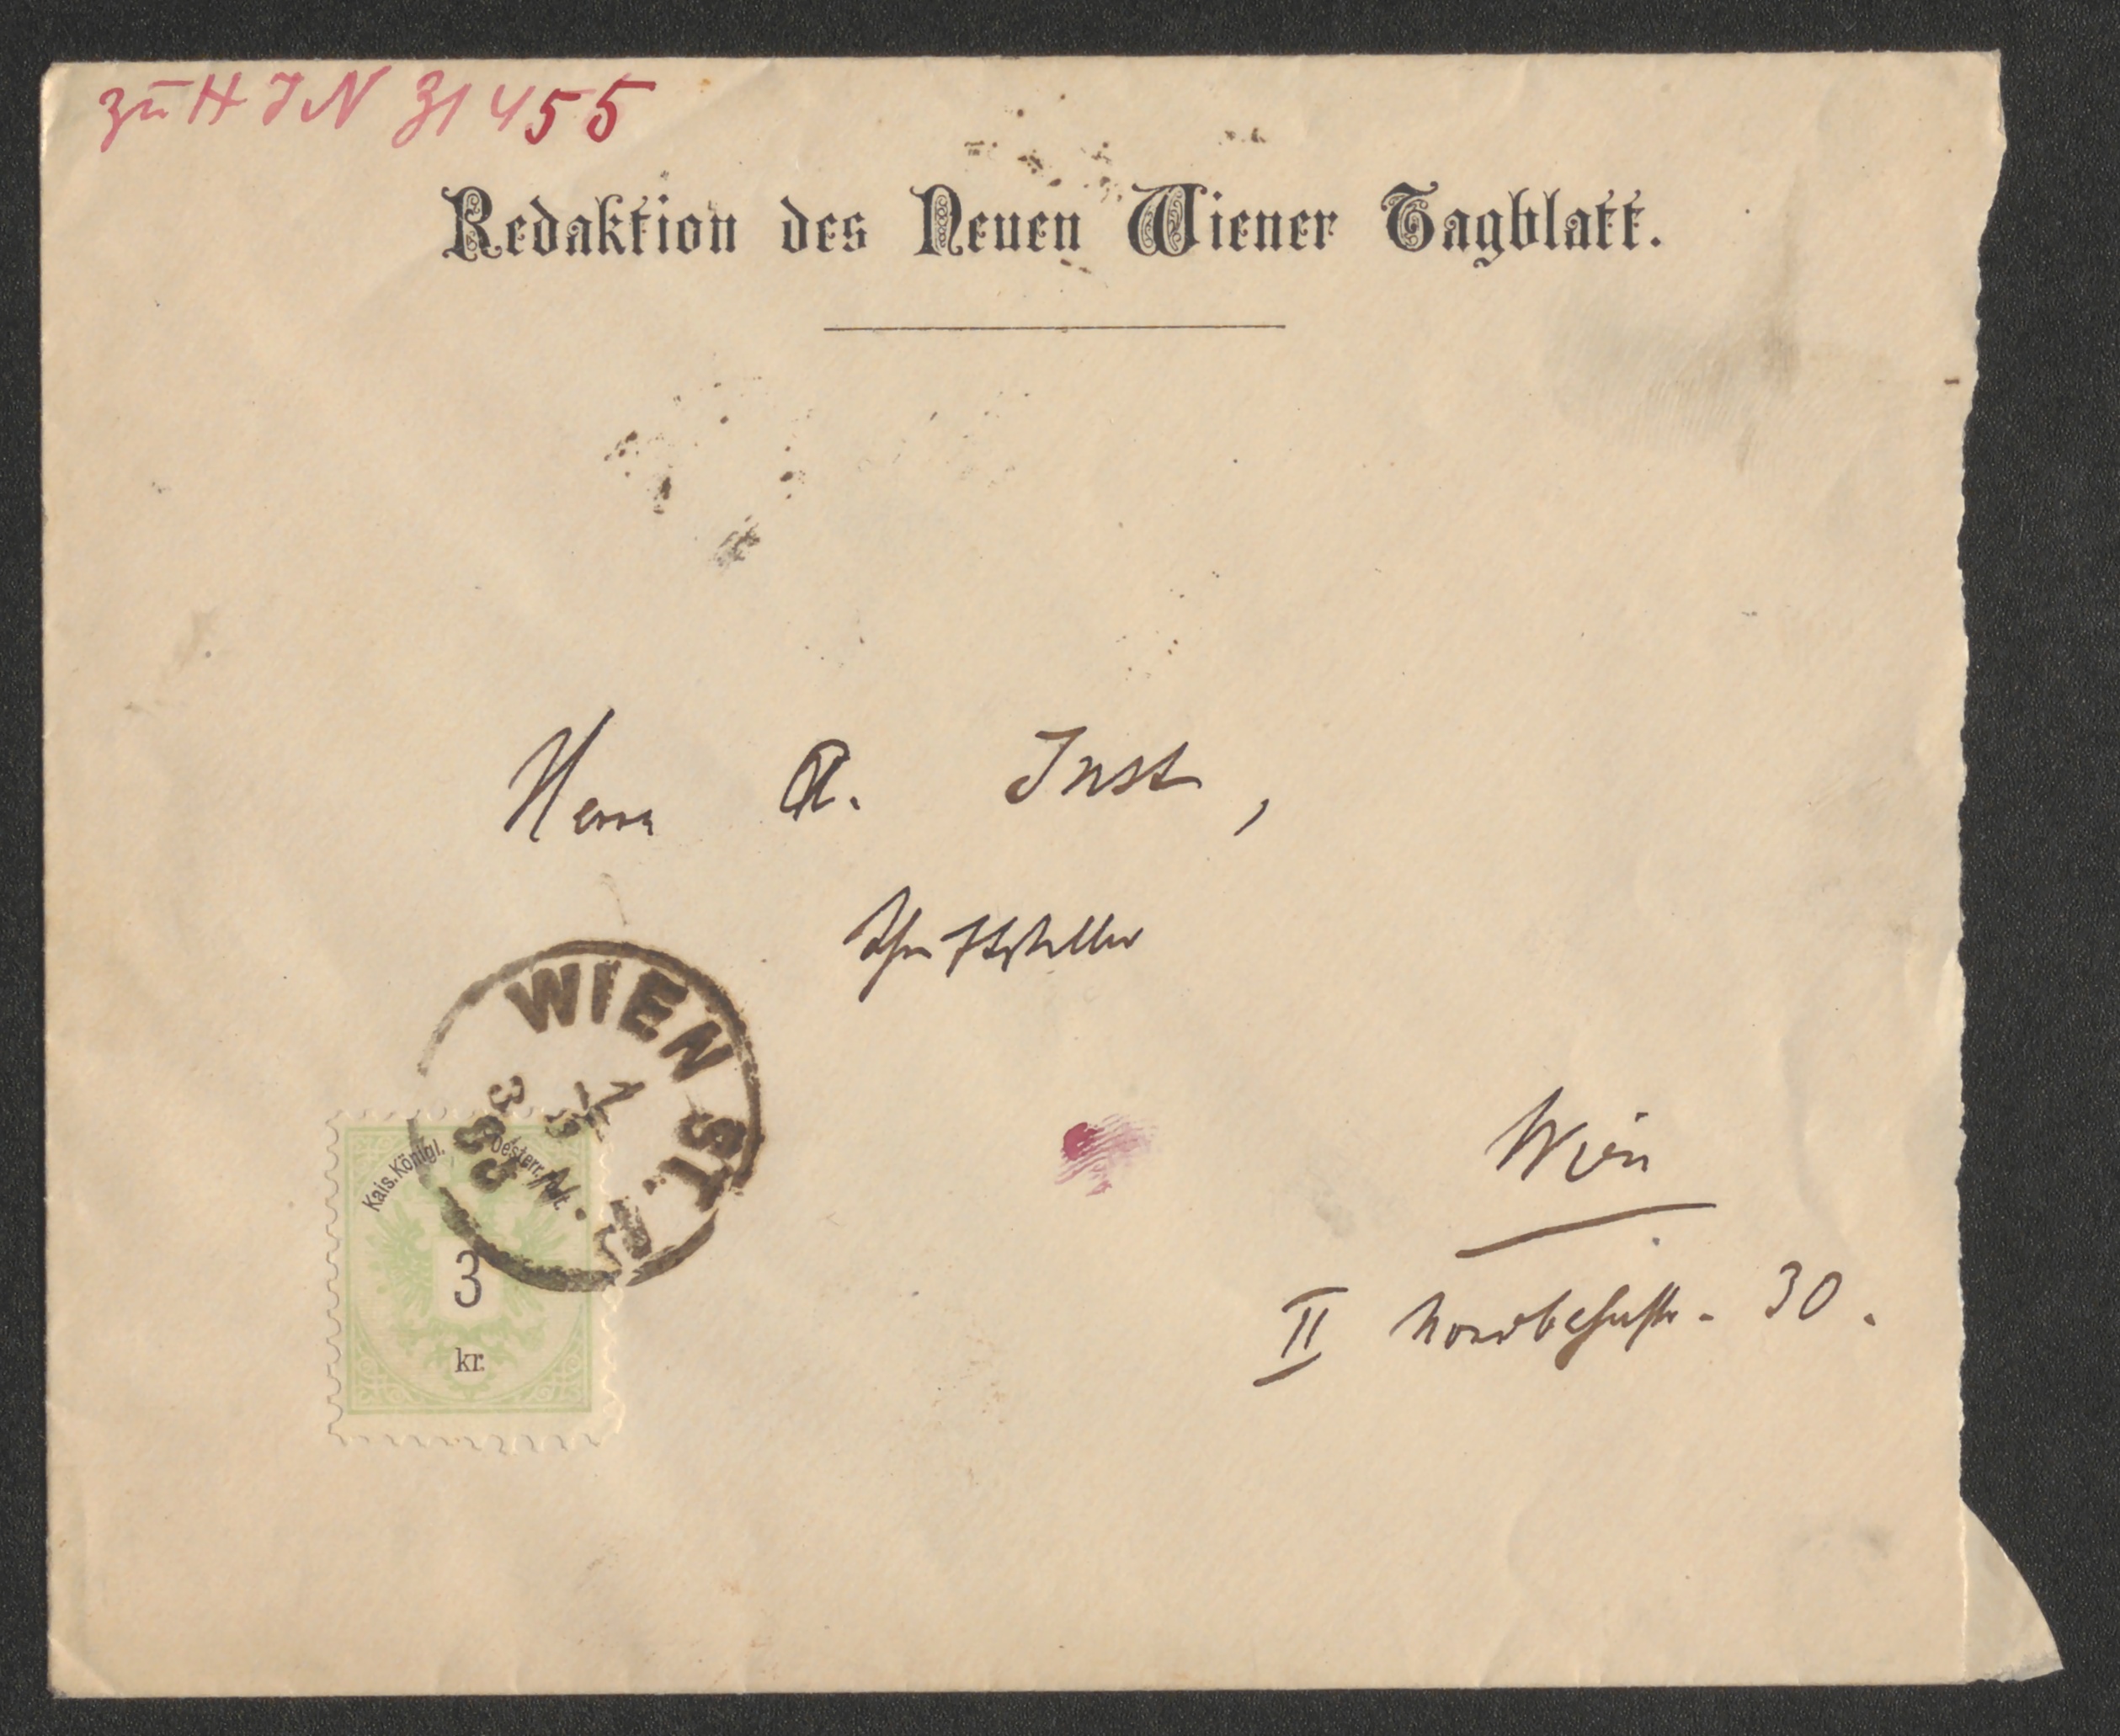 zu H I N 31455
Redaktion des Neuen Wiener Tagblatt.
Herrn A. Just,
Schriftsteller
WIEN ST.
Kais. Königl. Oesterr. Post
3
kr.
Wien
II Nordbahnstr. 30.